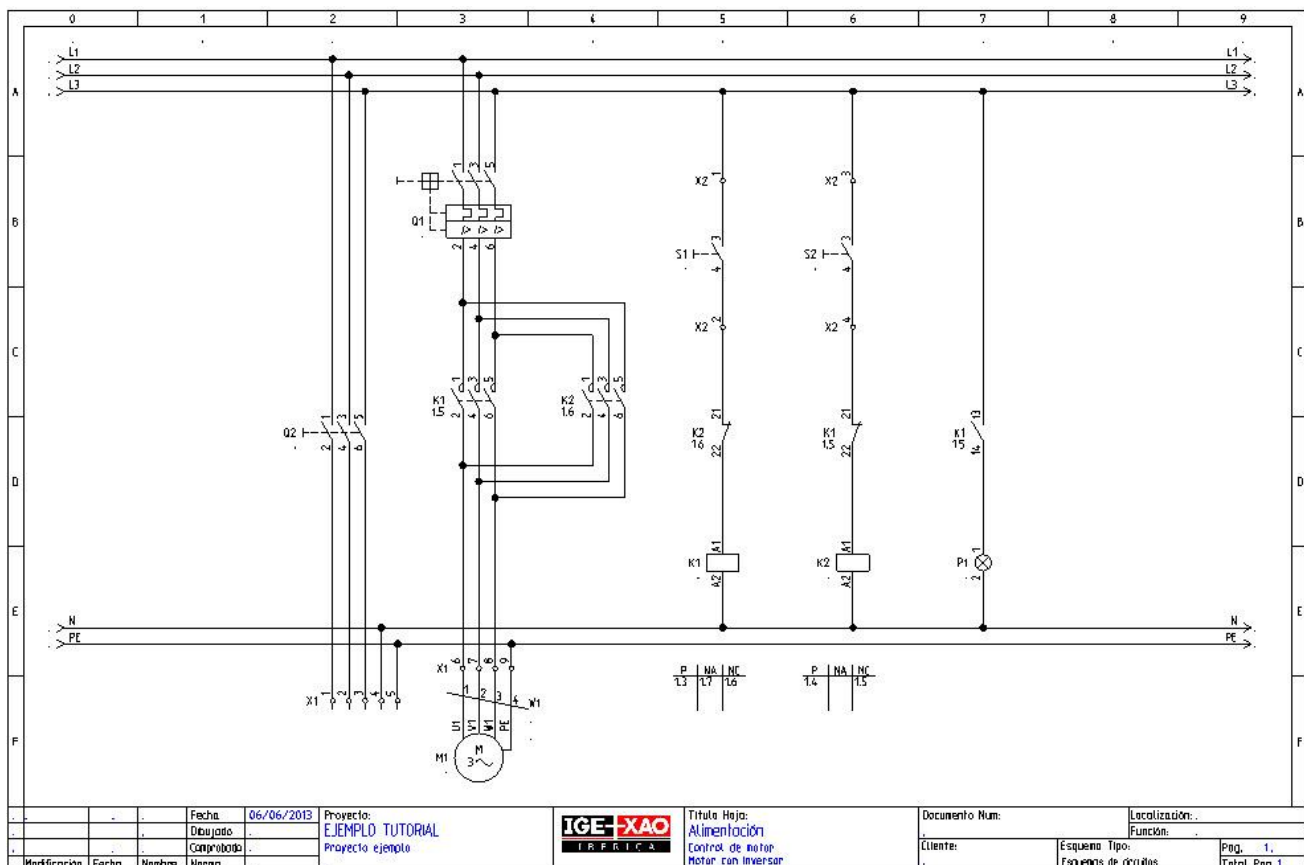 0 1 2 3 4 5 6 7 8 9
L1 L1
L2 L2
L3 L3
A A
1 3 5
X2 1 X2 3
B B
Q1
2 4 6
S1 3 4 S2 3 4
X2 2 X2 4
C C
K1 1.5 1 3 5 2 4 6
K2 1.6 1 3 5 2 4 6
Q2 1 3 5 2 4 6
K2 1.6 21 22
K1 1.5 21 22
K1 1.5 13 14
D D
K1 A1 A2
K2 A1 A2
P1 1 2
E E
N N
PE PE
X1 6 7 8 9
P NA NC
1.3 1.7 1.6
P NA NC
1.4 1.5
X1 1 2 3 4 5
1 2 3 4 W1
U1 V1 W1 PE
F F
M1 M 3
Fecha 06/06/2013
Dibujado
Comprobado
Modificación Fecha Nombre Norma
Proyecto:
EJEMPLO TUTORIAL
Proyecto ejemplo
IGE+XAO
IBERICA
Titulo Hoja:
Alimentación
Control de motor
Motor con Inversor
Documento Num:
Cliente:
Localización:
Función:
Esquema Tipo:
Esquemas de circuitos
Pag. 1.
Total Pag 1